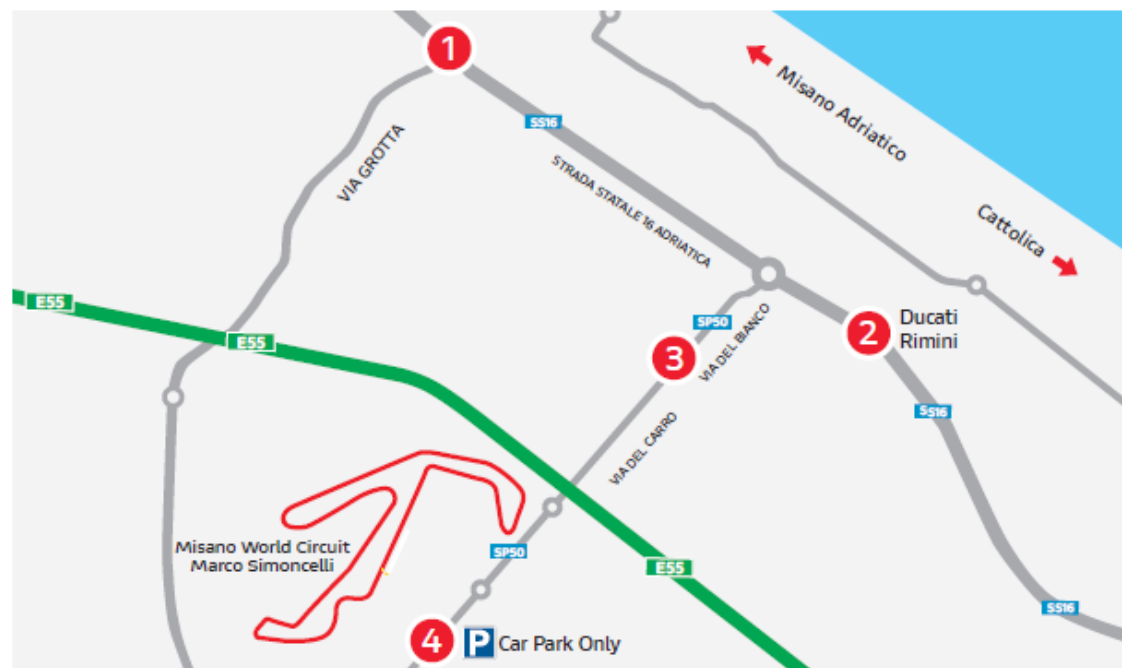 1
Misano Adriatico
SS16
VIA GROTTA
STRADA STATALE 16 ADRIATICA
Cattolica
E55
E55
SP50
VIA DEL BIANCO
2
Ducati
Rimini
3
SS16
VIA DEL CARRO
Misano World Circuit
Marco Simoncelli
SP50
E55
SS16
4
P Car Park Only